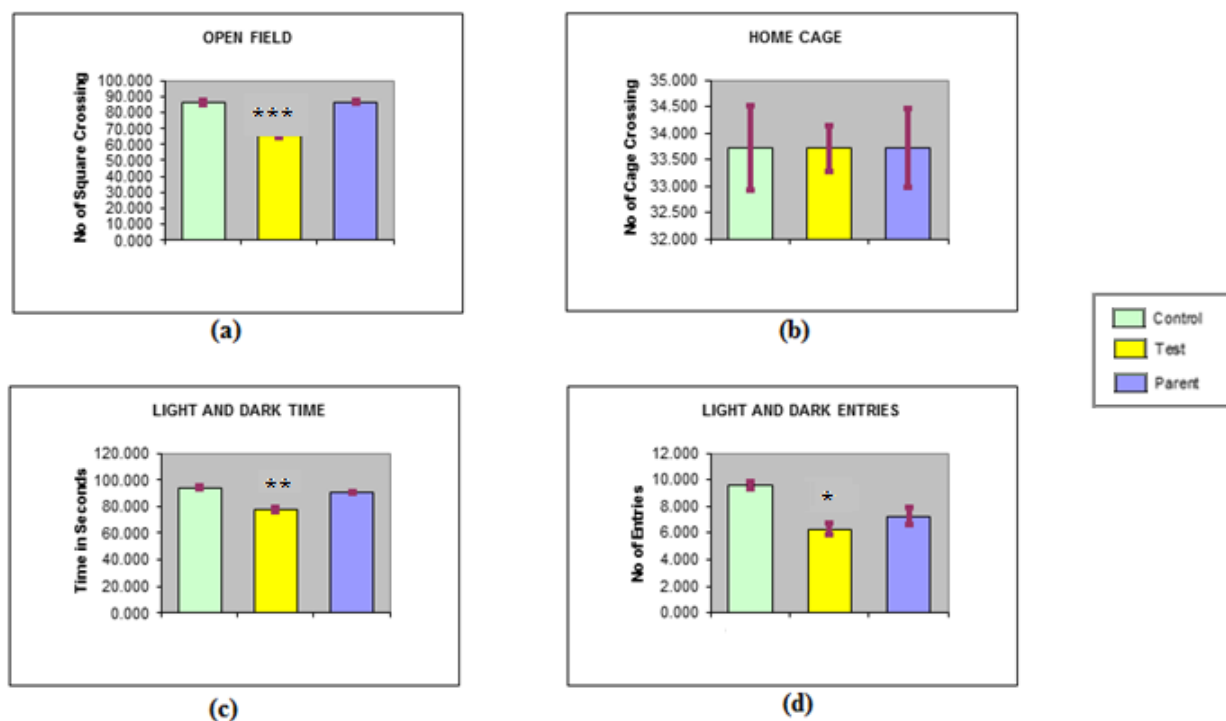 OPEN FIELD
No of Square Crossing
100.000
90.000
80.000
70.000
60.000
50.000
40.000
30.000
20.000
10.000
0.000
***
(a)
HOME CAGE
No of Cage Crossing
35.000
34.500
34.000
33.500
33.000
32.500
32.000
(b)
Control
Test
Parent
LIGHT AND DARK TIME
Time in Seconds
120.000
100.000
80.000
60.000
40.000
20.000
0.000
**
(c)
LIGHT AND DARK ENTRIES
No of Entries
12.000
10.000
8.000
6.000
4.000
2.000
0.000
*
(d)